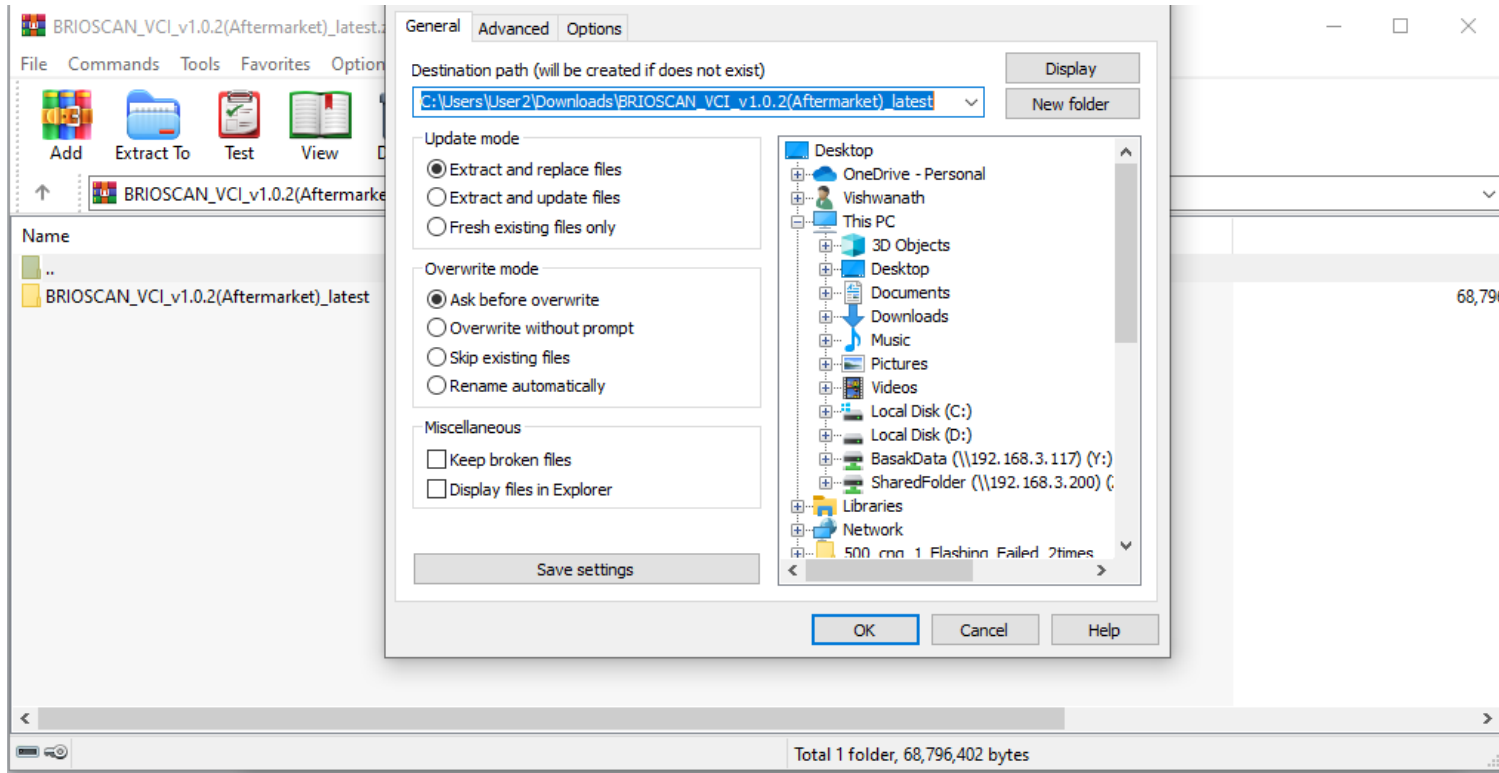 BRIOSCAN_VCI_v1.0.2(Aftermarket)_latest.z
File Commands Tools Favorites Option
Add Extract To Test View D
BRIOSCAN_VCI_v1.0.2(Aftermarke
Name
..
BRIOSCAN_VCI_v1.0.2(Aftermarket)_latest
68,796
General Advanced Options
Destination path (will be created if does not exist)
Display
C:\Users\User2\Downloads\BRIOSCAN_VCI_v1.0.2(Aftermarket)_latest
New folder
Update mode
Extract and replace files
Extract and update files
Fresh existing files only
Overwrite mode
Ask before overwrite
Overwrite without prompt
Skip existing files
Rename automatically
Miscellaneous
Keep broken files
Display files in Explorer
Save settings
Desktop
OneDrive - Personal
Vishwanath
This PC
3D Objects
Desktop
Documents
Downloads
Music
Pictures
Videos
Local Disk (C:)
Local Disk (D:)
BasakData (\\192.168.3.117) (Y:)
SharedFolder (\\192.168.3.200) (
Libraries
Network
500_cng_1_Flashing_Failed_2times
OK Cancel Help
Total 1 folder, 68,796,402 bytes